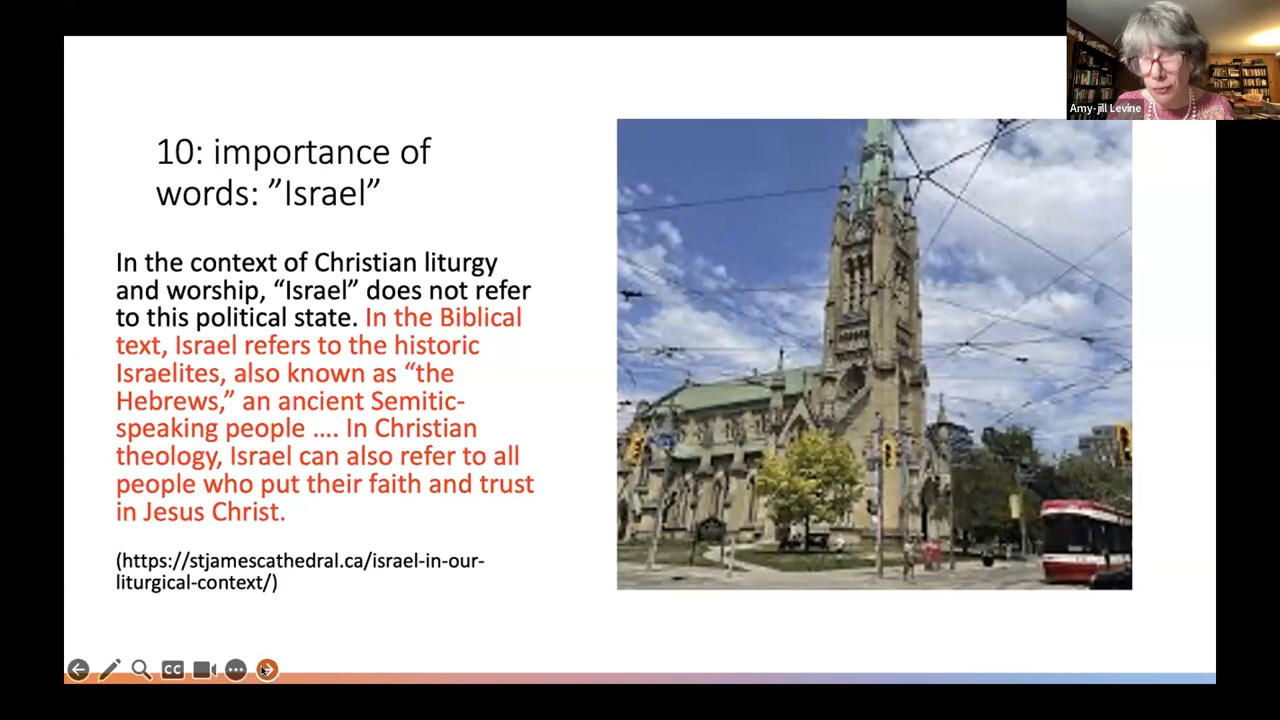 Amy-jill Levine
10: importance of
words: ”Israel”
In the context of Christian liturgy
and worship, “Israel” does not refer
to this political state. In the Biblical
text, Israel refers to the historic
Israelites, also known as “the
Hebrews,” an ancient Semitic-
speaking people .... In Christian
theology, Israel can also refer to all
people who put their faith and trust
in Jesus Christ.
(https://stjamescathedral.ca/israel-in-our-
liturgical-context/)
CC